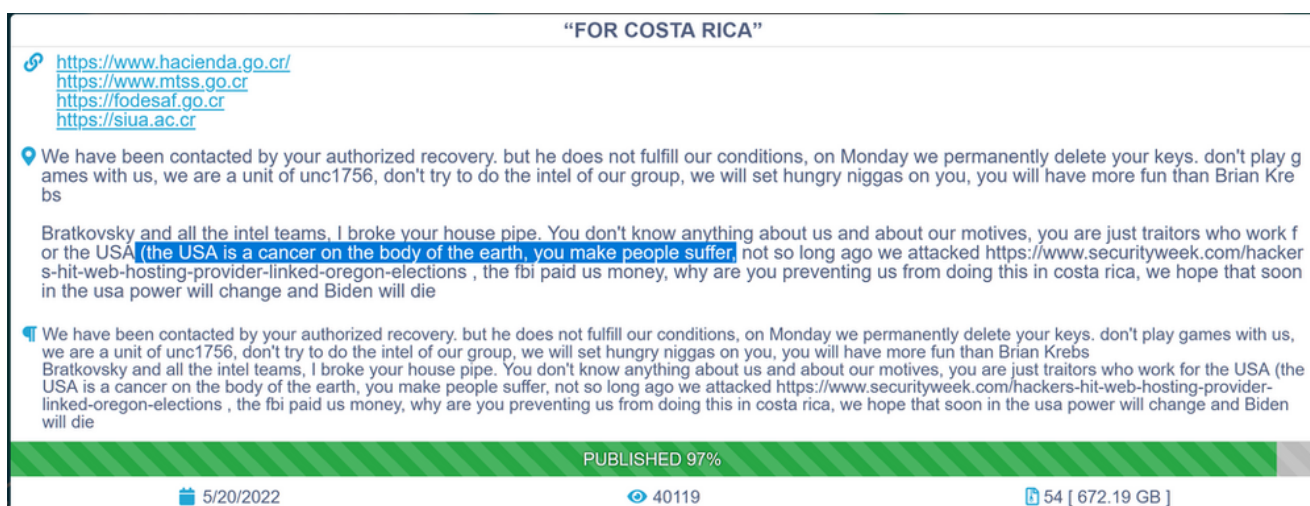 “FOR COSTA RICA”
https://www.hacienda.go.cr/
https://www.mtss.go.cr
https://fodesaf.go.cr
https://siua.ac.cr
We have been contacted by your authorized recovery. but he does not fulfill our conditions, on Monday we permanently delete your keys. don't play g
ames with us, we are a unit of unc1756, don't try to do the intel of our group, we will set hungry niggas on you, you will have more fun than Brian Kre
bs
Bratkovsky and all the intel teams, I broke your house pipe. You don't know anything about us and about our motives, you are just traitors who work f
or the USA (the USA is a cancer on the body of the earth, you make people suffer, not so long ago we attacked https://www.securityweek.com/hacker
s-hit-web-hosting-provider-linked-oregon-elections , the fbi paid us money, why are you preventing us from doing this in costa rica, we hope that soon
in the usa power will change and Biden will die
We have been contacted by your authorized recovery. but he does not fulfill our conditions, on Monday we permanently delete your keys. don't play games with us,
we are a unit of unc1756, don't try to do the intel of our group, we will set hungry niggas on you, you will have more fun than Brian Krebs
Bratkovsky and all the intel teams, I broke your house pipe. You don't know anything about us and about our motives, you are just traitors who work for the USA (the
USA is a cancer on the body of the earth, you make people suffer, not so long ago we attacked https://www.securityweek.com/hackers-hit-web-hosting-provider-
linked-oregon-elections , the fbi paid us money, why are you preventing us from doing this in costa rica, we hope that soon in the usa power will change and Biden
will die
PUBLISHED 97%
5/20/2022 40119 54 [ 672.19 GB ]